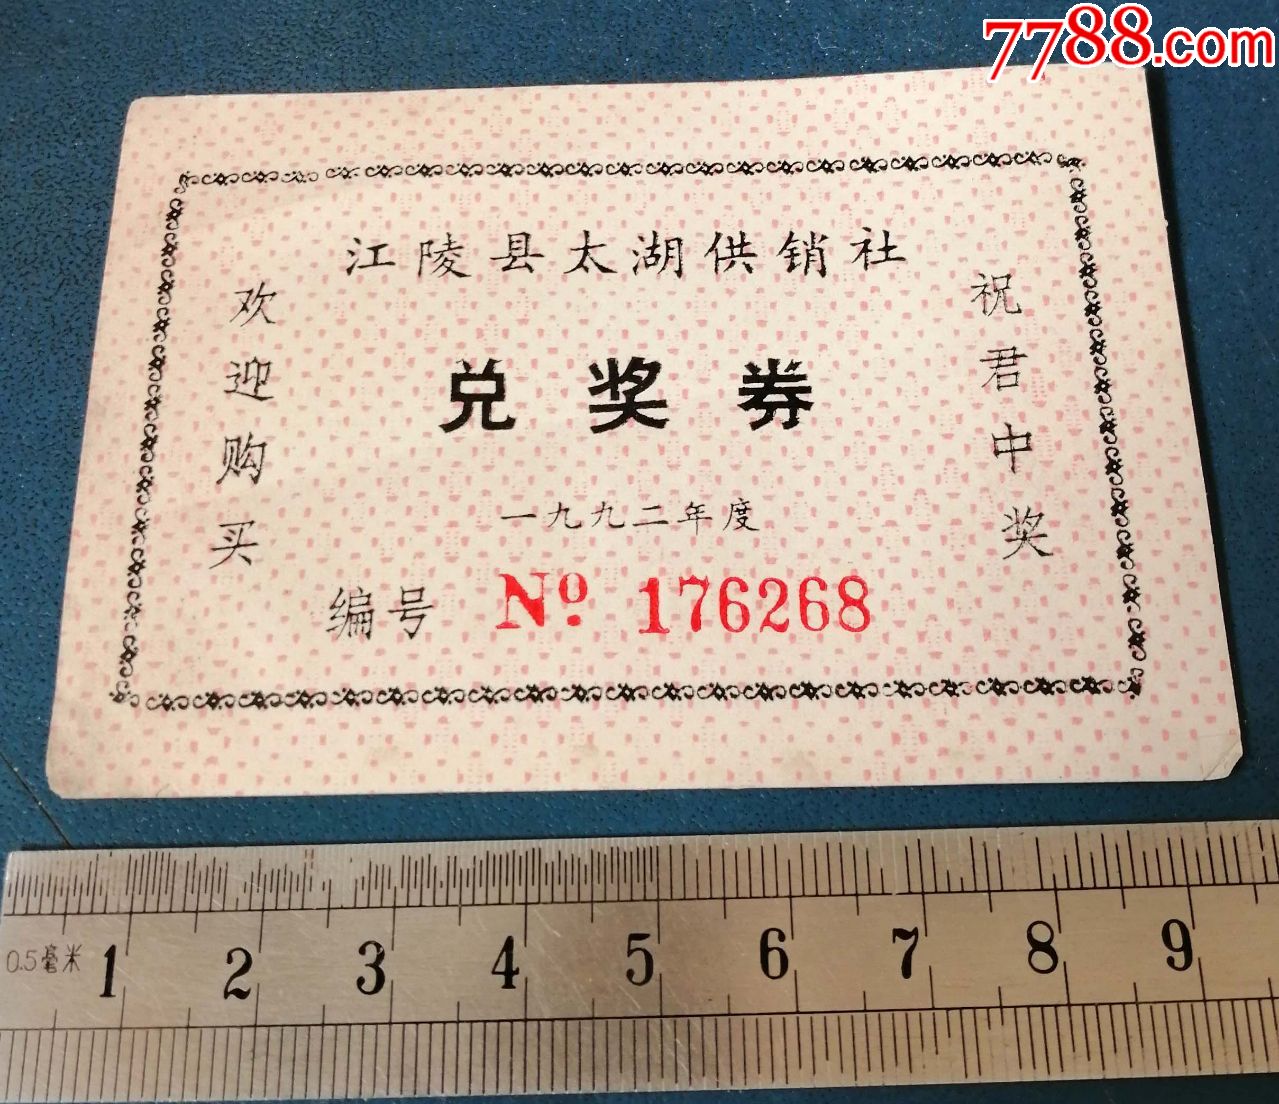 7788.com
江陵县太湖供销社
欢迎购买
兑奖券
祝君中奖
一九九二年度
编号 Nº 176268
0.5毫米 1 2 3 4 5 6 7 8 9